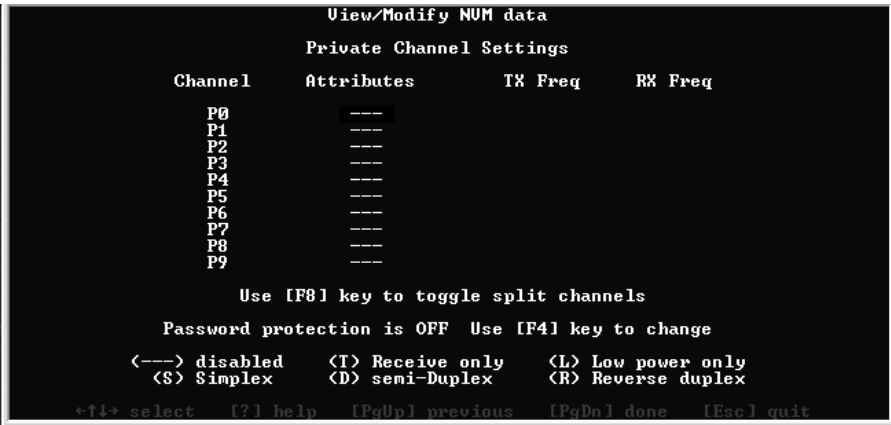 View/Modify NVM data
Private Channel Settings
Channel Attributes TX Freq RX Freq
P0 ---
P1 ---
P2 ---
P3 ---
P4 ---
P5 ---
P6 ---
P7 ---
P8 ---
P9 ---
Use [F8] key to toggle split channels
Password protection is OFF Use [F4] key to change
(---) disabled (T) Receive only (L) Low power only
(S) Simplex (D) semi-Duplex (R) Reverse duplex
←↑↓→ select [?] help [PgUp] previous [PgDn] done [Esc] quit